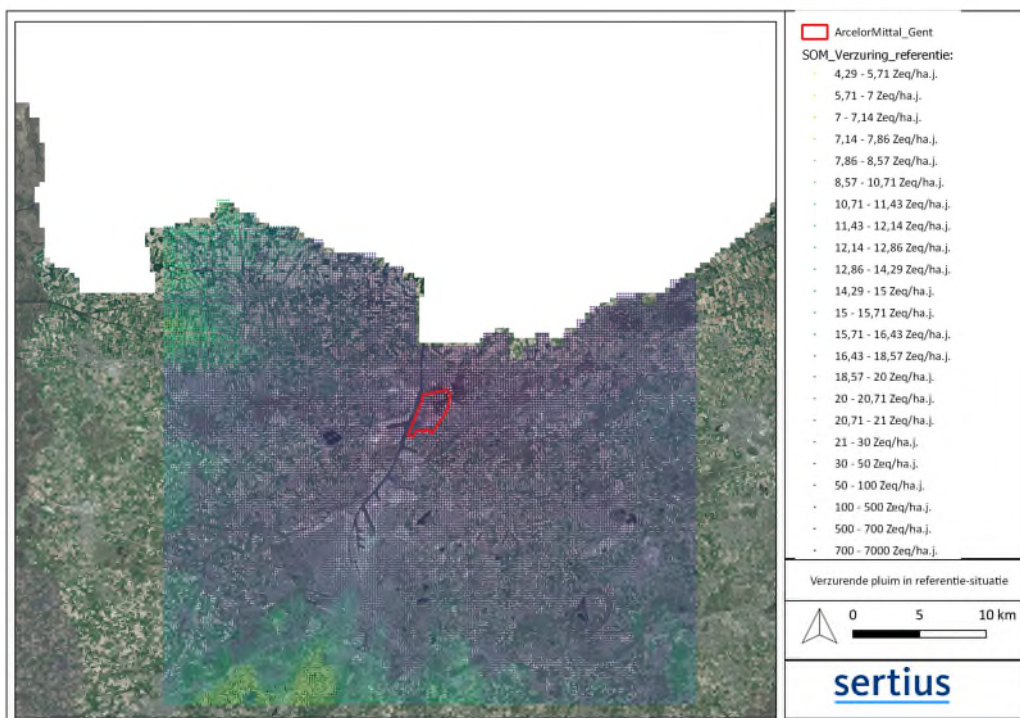 ArcelorMittal_Gent
SOM_Verzuring_referentie:
4,29 - 5,71 Zeq/ha.j.
5,71 - 7 Zeq/ha.j.
7 - 7,14 Zeq/ha.j.
7,14 - 7,86 Zeq/ha.j.
7,86 - 8,57 Zeq/ha.j.
8,57 - 10,71 Zeq/ha.j.
10,71 - 11,43 Zeq/ha.j.
11,43 - 12,14 Zeq/ha.j.
12,14 - 12,86 Zeq/ha.j.
12,86 - 14,29 Zeq/ha.j.
14,29 - 15 Zeq/ha.j.
15 - 15,71 Zeq/ha.j.
15,71 - 16,43 Zeq/ha.j.
16,43 - 18,57 Zeq/ha.j.
18,57 - 20 Zeq/ha.j.
20 - 20,71 Zeq/ha.j.
20,71 - 21 Zeq/ha.j.
21 - 30 Zeq/ha.j.
30 - 50 Zeq/ha.j.
50 - 100 Zeq/ha.j.
100 - 500 Zeq/ha.j.
500 - 700 Zeq/ha.j.
700 - 7000 Zeq/ha.j.
Verzurende pluim in referentie-situatie
0 5 10 km
sertius